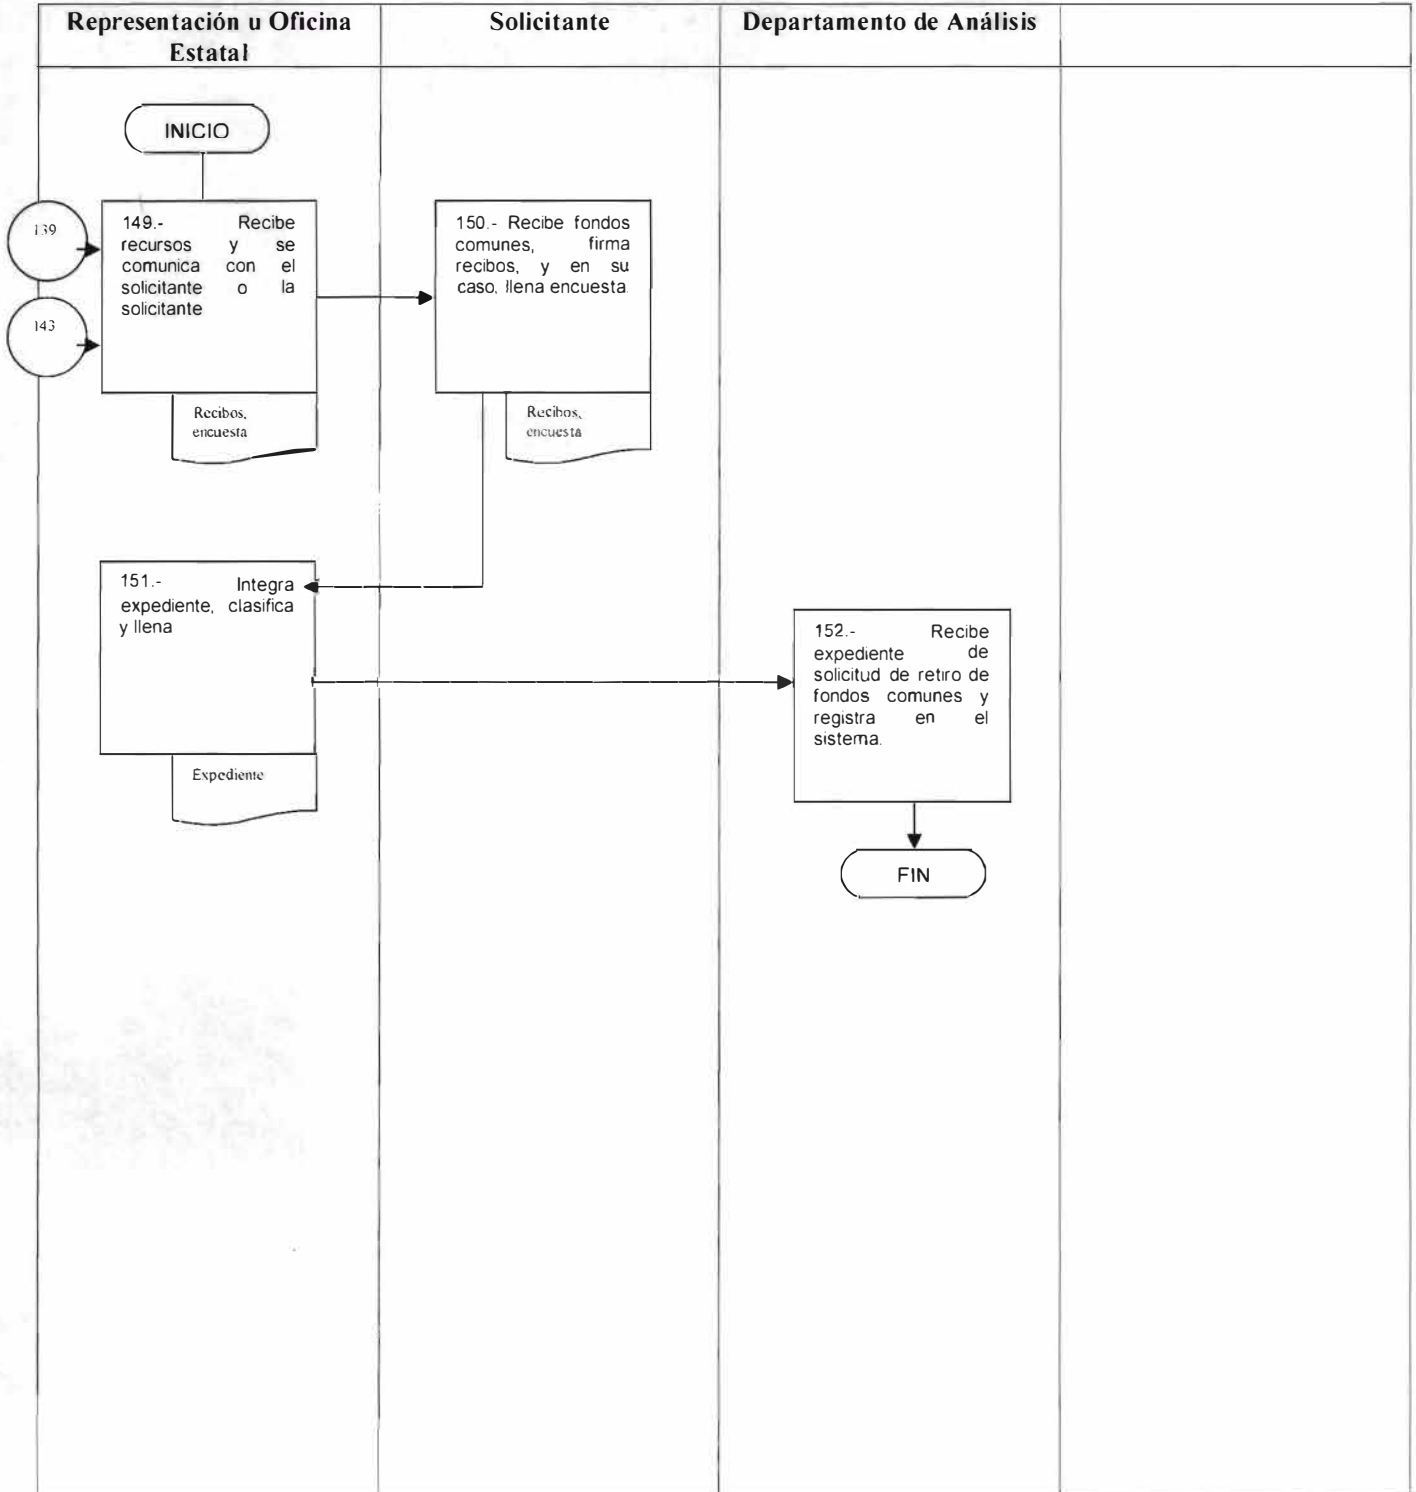 Representación u Oficina
Estatal
Solicitante
Departamento de Análisis
INICIO
139
143
149.- Recibe
recursos y se
comunica con el
solicitante o la
solicitante
Recibos,
encuesta
150.- Recibe fondos
comunes, firma
recibos, y en su
caso, llena encuesta.
Recibos,
encuesta
151.- Integra
expediente, clasifica
y llena
Expediente
152.- Recibe
expediente de
solicitud de retiro de
fondos comunes y
registra en el
sistema.
FIN